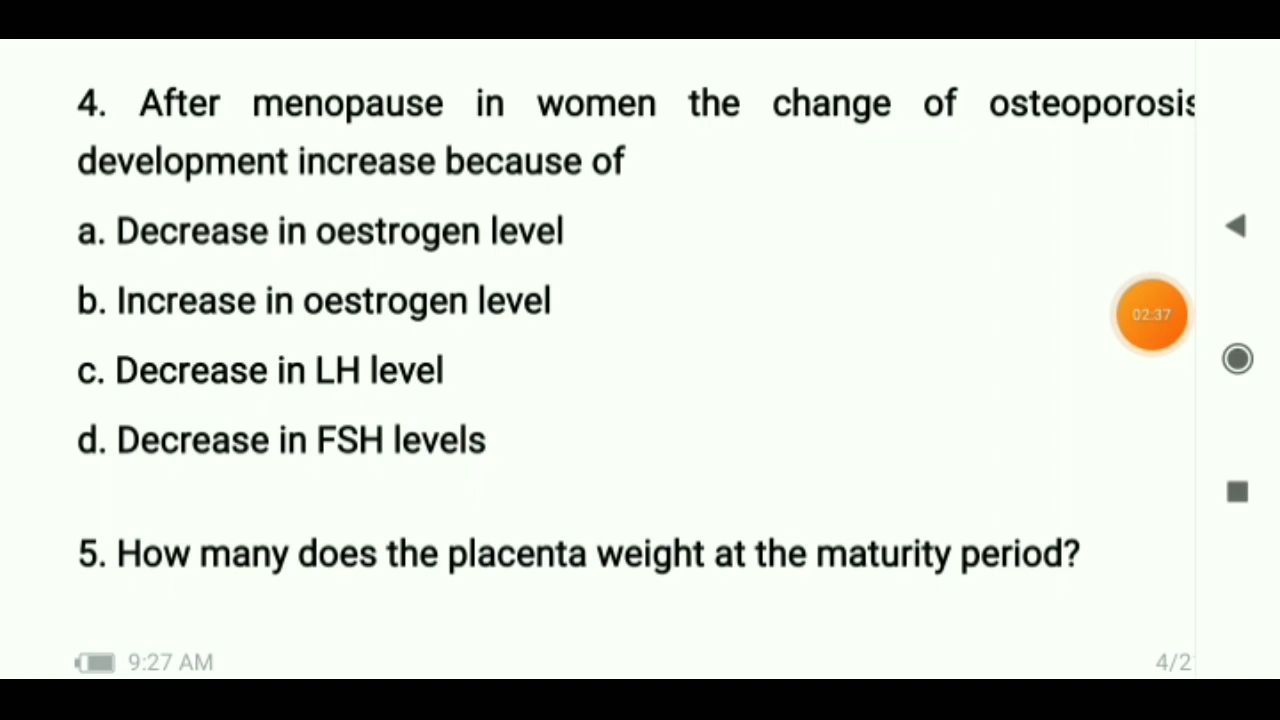 4. After menopause in women the change of osteoporosis
development increase because of
a. Decrease in oestrogen level
b. Increase in oestrogen level
02:37
c. Decrease in LH level
d. Decrease in FSH levels
5. How many does the placenta weight at the maturity period?
9:27 AM
4/2